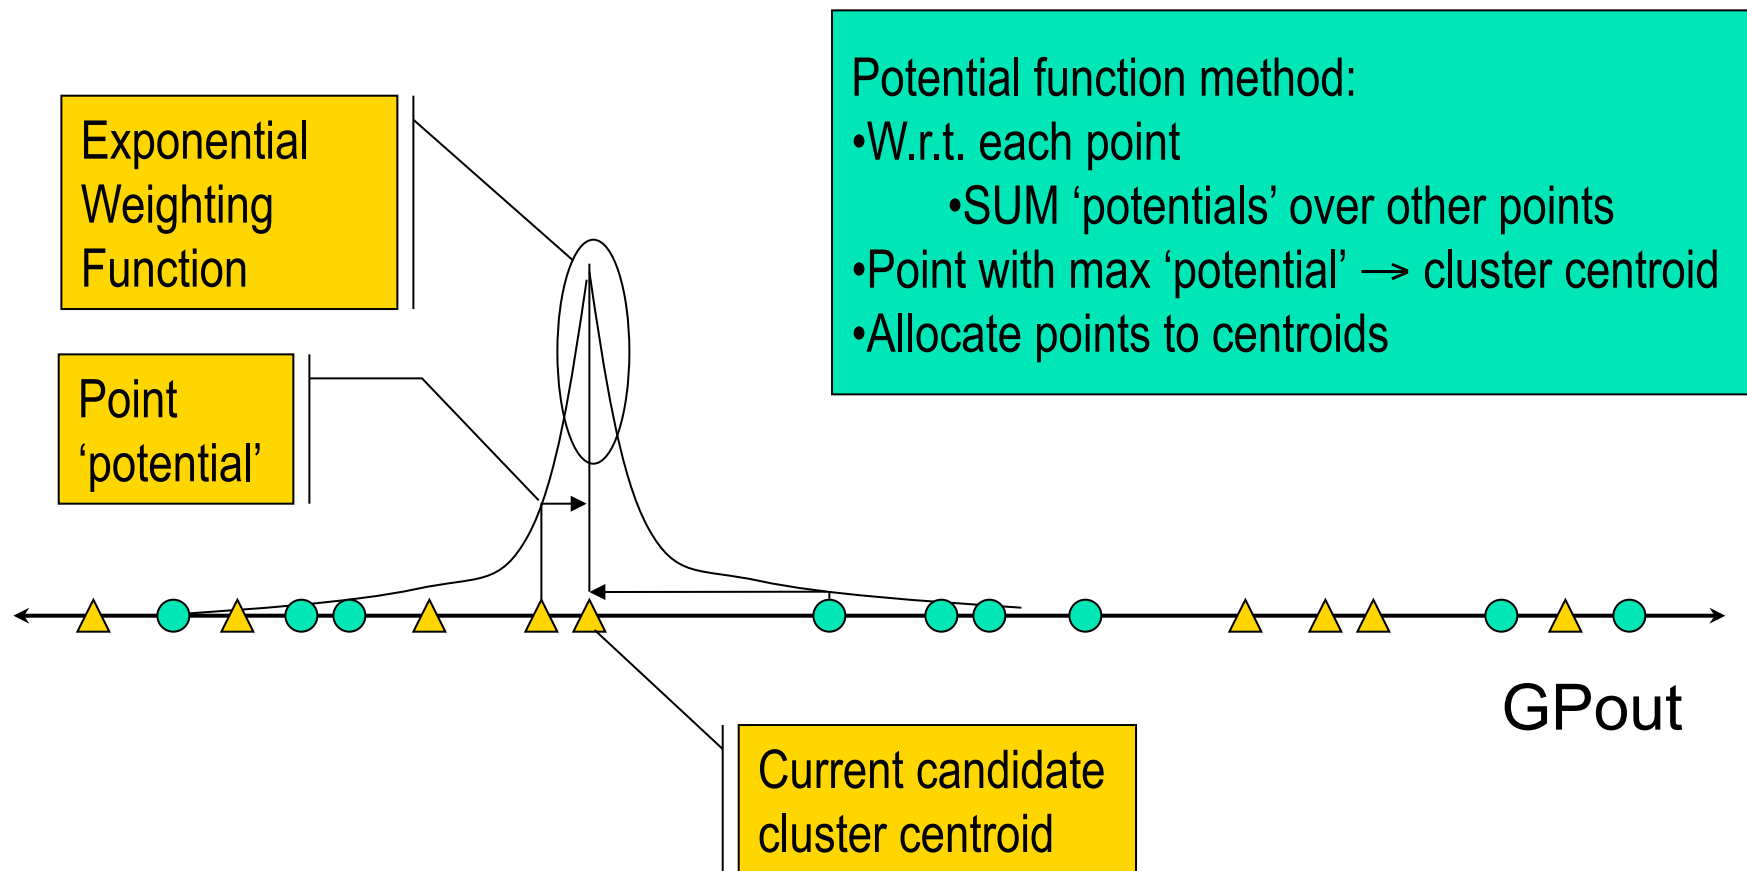 Exponential
Weighting
Function
Potential function method:
•W.r.t. each point
•SUM ‘potentials’ over other points
•Point with max ‘potential’ → cluster centroid
•Allocate points to centroids
Point
‘potential’
GPout
Current candidate
cluster centroid